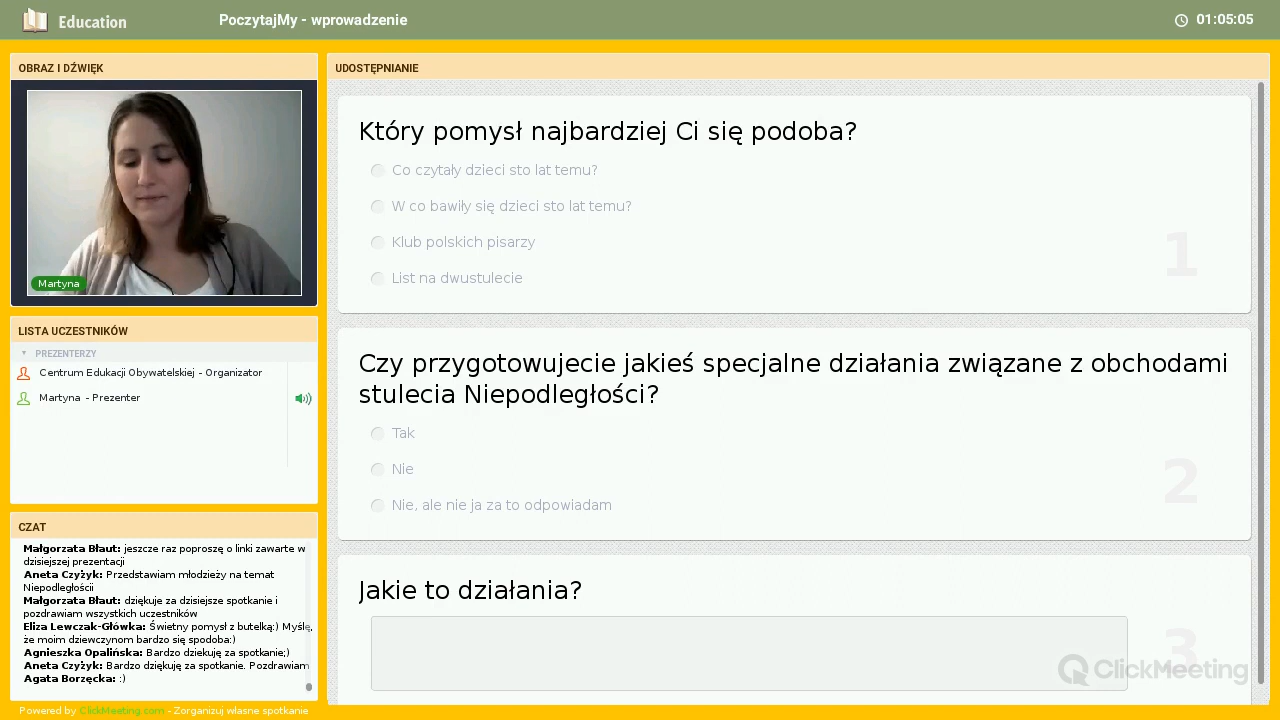 Education
PoczytajMy - wprowadzenie
01:05:05
OBRAZ I DŹWIĘK
Martyna
LISTA UCZESTNIKÓW
PREZENTERZY
Centrum Edukacji Obywatelskiej - Organizator
Martyna - Prezenter
CZAT
Małgorzata Błaut: jeszcze raz poproszę o linki zawarte w
dzisiejszej prezentacji
Aneta Czyżyk: Przedstawiam młodzieży na temat
Niepodległościi
Małgorzata Błaut: dziękuje za dzisiejsze spotkanie i
pozdrawiam wszystkich uczestników
Eliza Lewczak-Główka: Świetny pomysł z butelką:) Myślę,
że moim dziewczynom bardzo się spodoba:)
Agnieszka Opalińska: Bardzo dziekuję za spotkanie;)
Aneta Czyżyk: Bardzo dziękuję za spotkanie. Pozdrawiam
Agata Borzęcka: :)
Powered by ClickMeeting.com - Zorganizuj własne spotkanie
UDOSTĘPNIANIE
Który pomysł najbardziej Ci się podoba?
Co czytały dzieci sto lat temu?
W co bawiły się dzieci sto lat temu?
Klub polskich pisarzy
List na dwustulecie
1
Czy przygotowujecie jakieś specjalne działania związane z obchodami
stulecia Niepodległości?
Tak
Nie
Nie, ale nie ja za to odpowiadam
2
Jakie to działania?
3
ClickMeeting